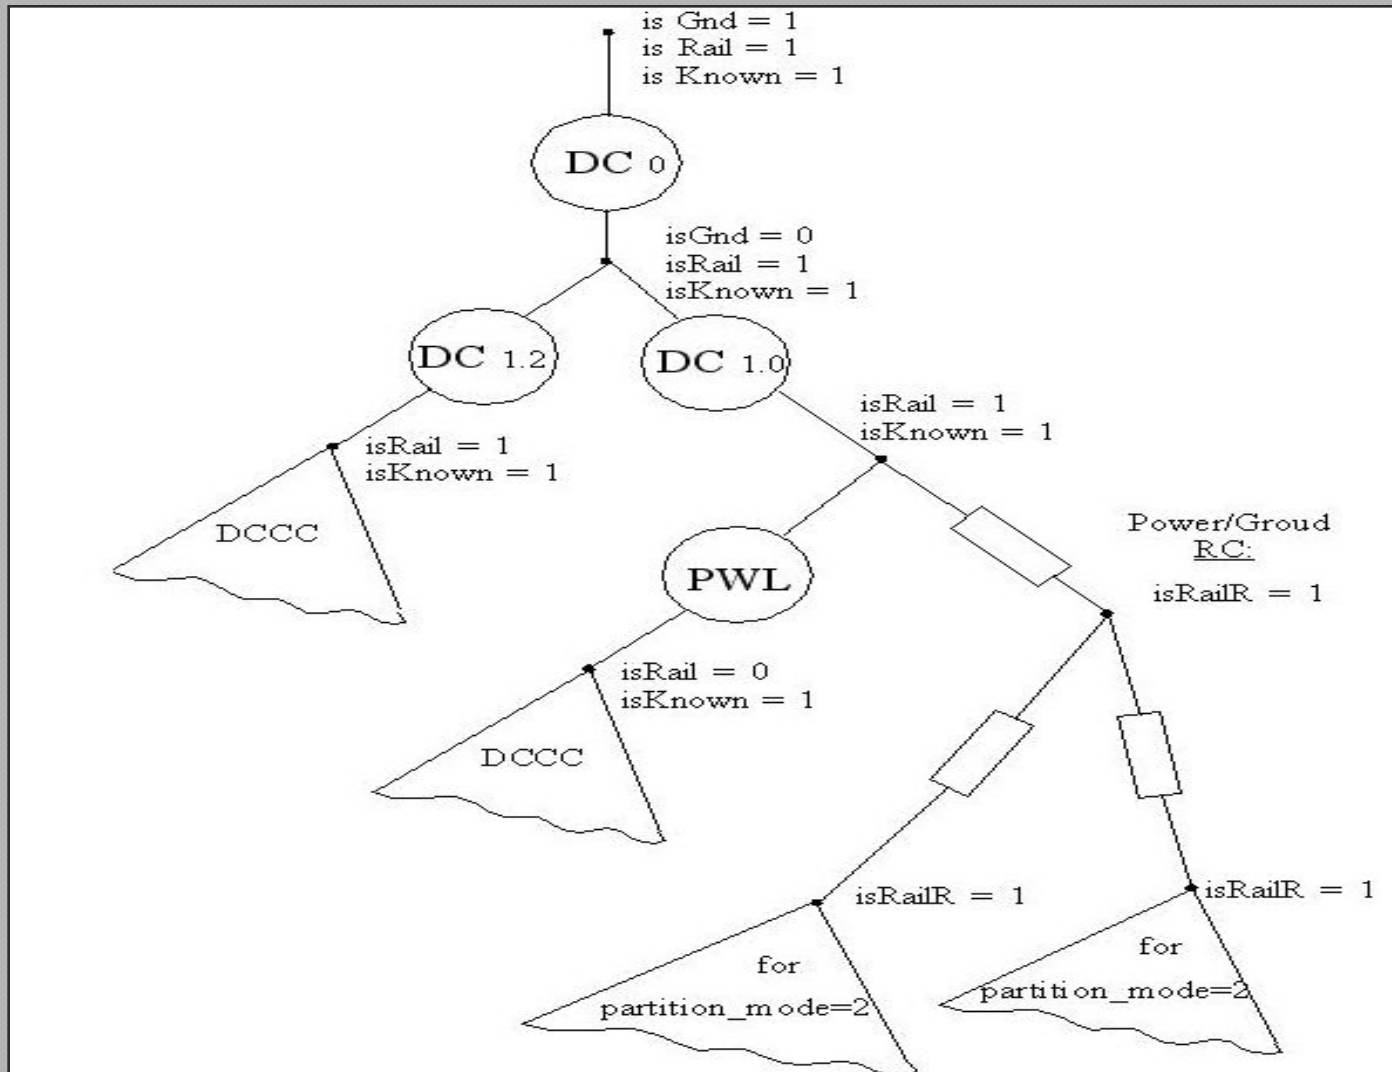 is Gnd = 1
is Rail = 1
is Known = 1
DC 0
isGnd = 0
isRail = 1
isKnown = 1
DC 1.2
DC 1.0
isRail = 1
isKnown = 1
isRail = 1
isKnown = 1
DCCC
Power/Groud
RC:
isRailR = 1
PWL
isRail = 0
isKnown = 1
DCCC
isRailR = 1
isRailR = 1
for
partition_mode=2
for
partition_mode=2